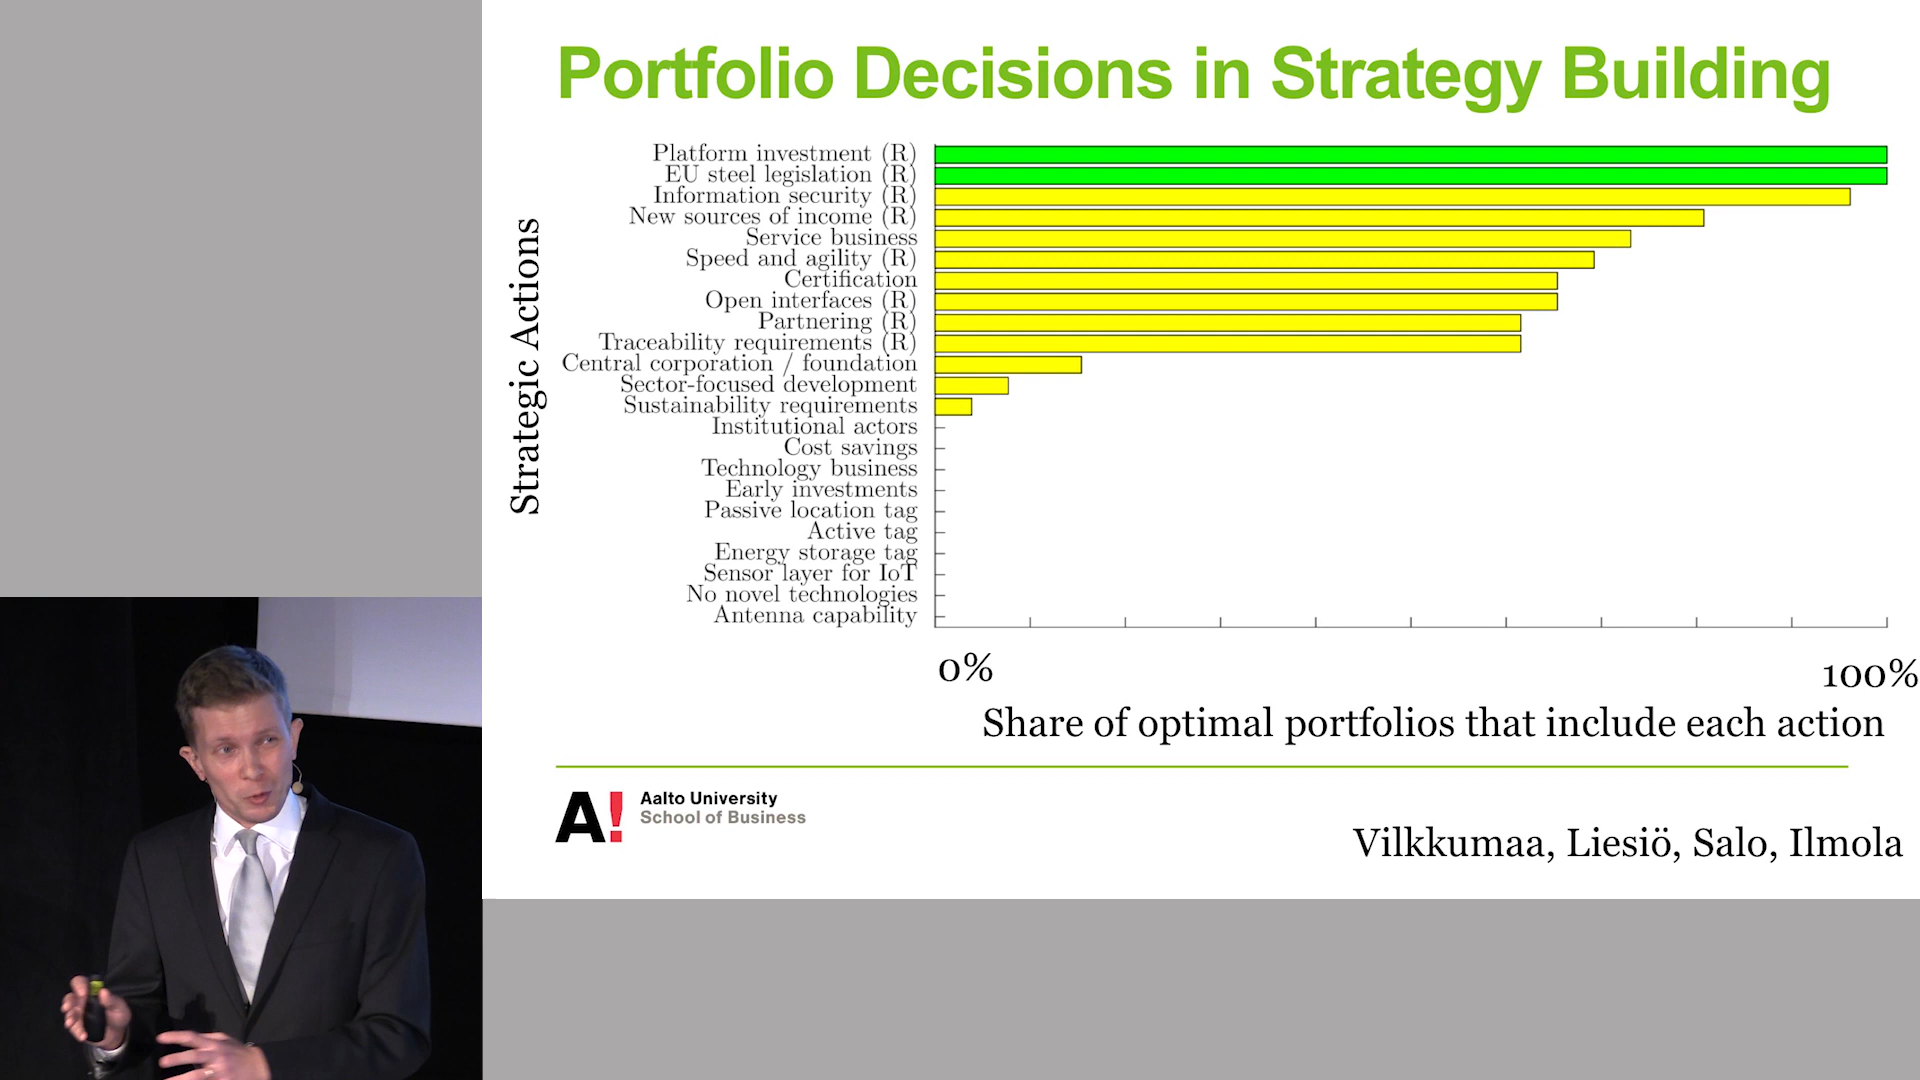 Portfolio Decisions in Strategy Building
Strategic Actions
Platform investment (R)
EU steel legislation (R)
Information security (R)
New sources of income (R)
Service business
Speed and agility (R)
Certification
Open interfaces (R)
Partnering (R)
Traceability requirements (R)
Central corporation / foundation
Sector-focused development
Sustainability requirements
Institutional actors
Cost savings
Technology business
Early investments
Passive location tag
Active tag
Energy storage tag
Sensor layer for IoT
No novel technologies
Antenna capability
0%
100%
Share of optimal portfolios that include each action
A!
Aalto University
School of Business
Vilkkumaa, Liesiö, Salo, Ilmola